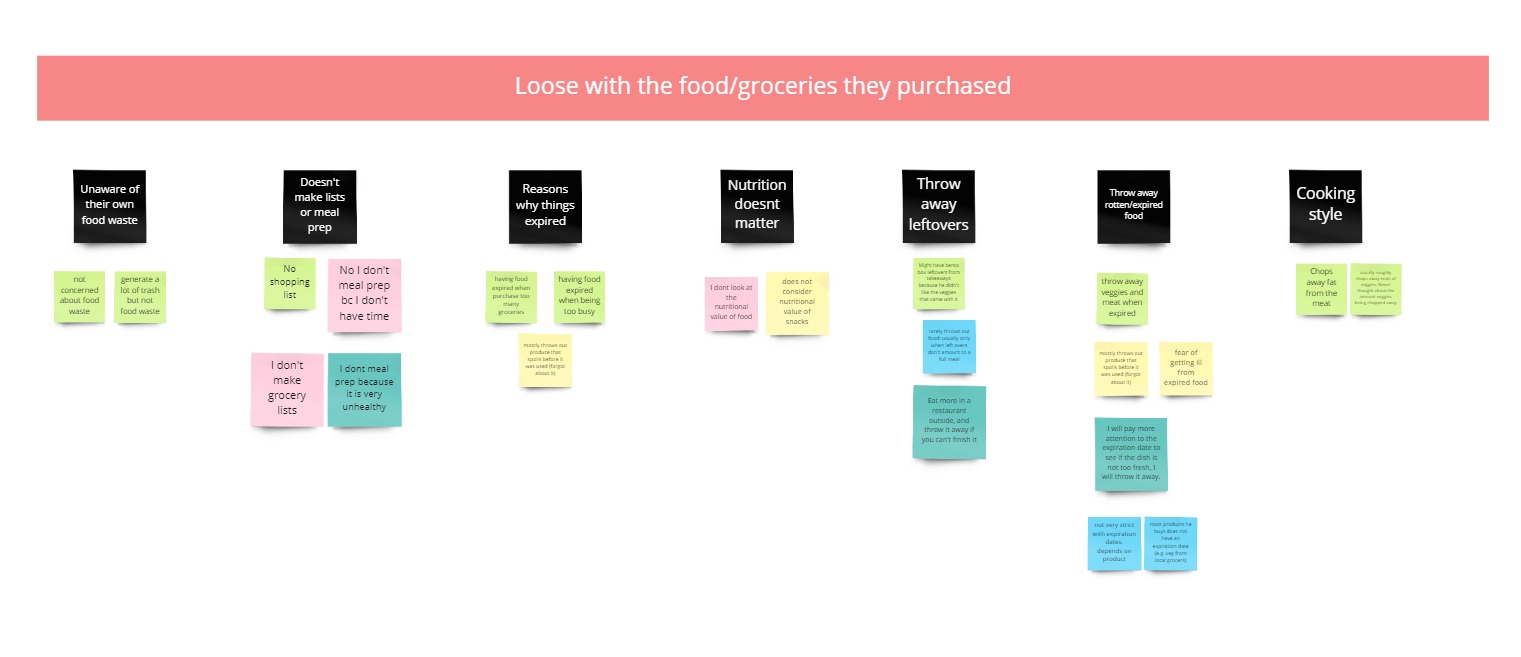 Loose with the food/groceries they purchased
Unaware of
their own
food waste
not
concerned
about food
waste
generate a
lot of trash
but not
food waste
Doesn't
make lists
or meal
prep
No
shopping
list
No I don't
meal prep
bc I don't
have time
I don't
make
grocery
lists
I dont meal
prep because
it is very
unhealthy
Reasons
why things
expired
having food
expired when
purchase too
many
groceries
having food
expired
when being
too busy
mostly throws out
produce that
spoils before it
was used (forgot
about it)
Nutrition
doesnt
matter
I dont look at
the
nutritional
value of food
does not
consider
nutritional
value of
snacks
Throw
away
leftovers
Might have bento
box leftovers from
takeaways
because he didn't
like the veggies
that come with it
rarely throws out
food: usually only
when left overs
don't amount to a
full meal
Eat more in a
restaurant
outside, and
throw it away if
you can't finish it
Throw away
rotten/expired
food
throw away
veggies and
meat when
expired
mostly throws out
produce that
spoils before it
was used (forgot
about it)
fear of
getting ill
from
expired food
I will pay more
attention to the
expiration date to
see if the dish is
not too fresh, I
will throw it away.
not very strict
with expiration
dates,
depends on
product
most products he
buys does not
have an
expiration date
(e.g. veg from
local grocers)
Cooking
style
Chops
away fat
from the
meat
usually roughly
chops away ends of
veggies. Never
thought about the
amount veggies
being chopped away